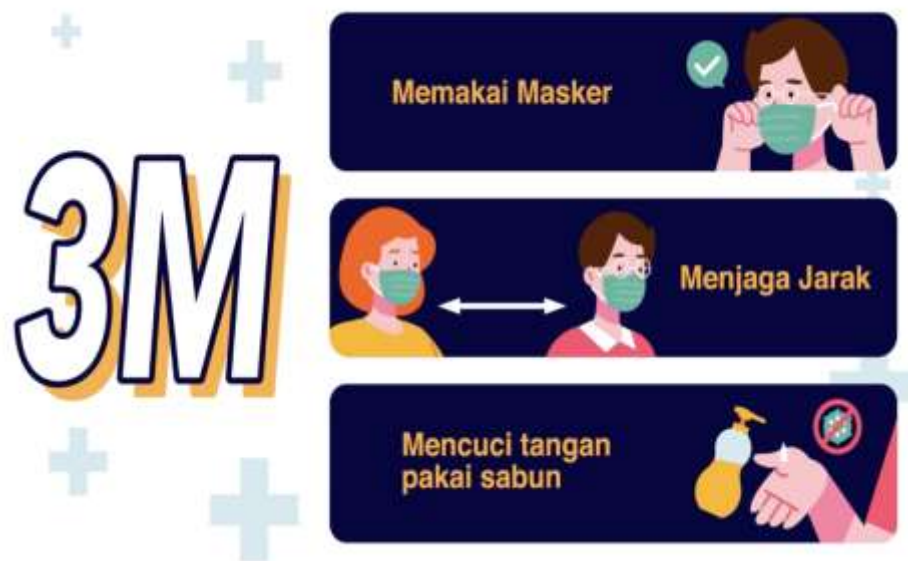 3M
Memakai Masker
Menjaga Jarak
Mencuci tangan
pakai sabun